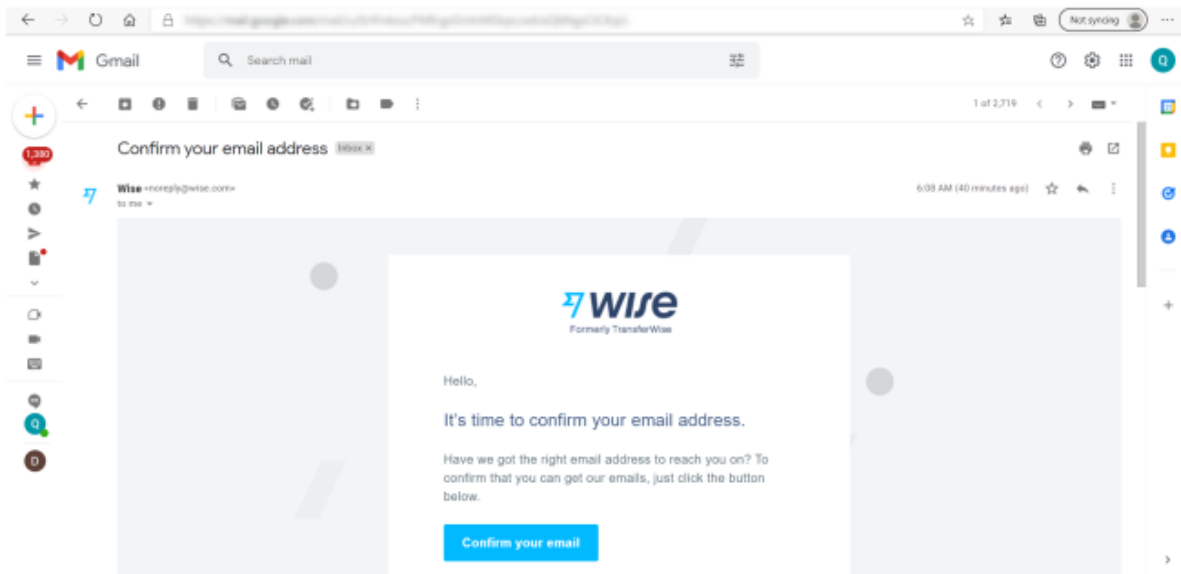 Not syncing
Gmail
Search mail
1 of 2,719
Confirm your email address Inbox x
1,380
Wise <noreply@wise.com>
6:08 AM (40 minutes ago)
to me
wise
Formerly TransferWise
Hello,
It's time to confirm your email address.
Have we got the right email address to reach you on? To
confirm that you can get our emails, just click the button
below.
Confirm your email
Q
Q
D